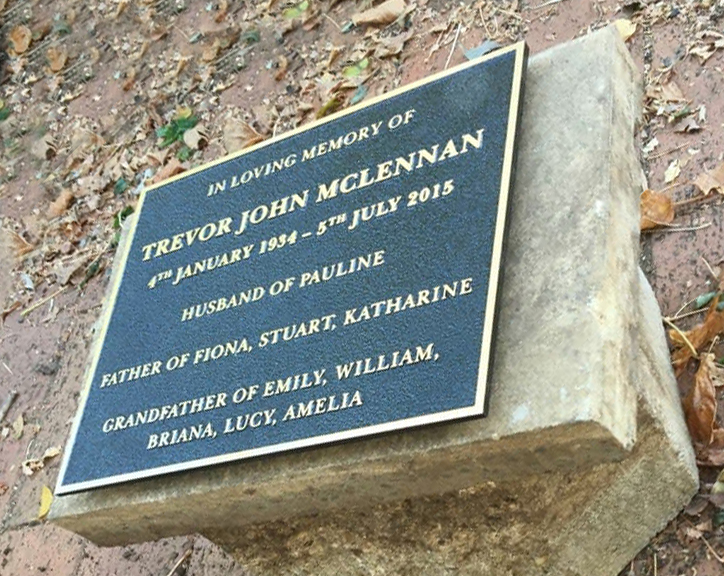 IN LOVING MEMORY OF
TREVOR JOHN MCLENNAN
4TH JANUARY 1934 – 5TH JULY 2015
HUSBAND OF PAULINE
FATHER OF FIONA, STUART, KATHARINE
GRANDFATHER OF EMILY, WILLIAM,
BRIANA, LUCY, AMELIA